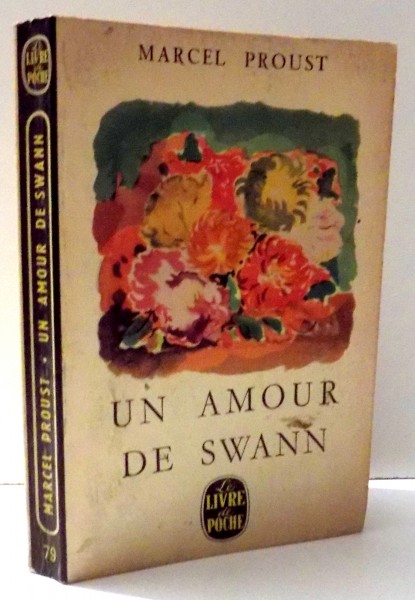 MARCEL PROUST
UN AMOUR
DE SWANN
Le
LIVRE
de
POCHE
Le
LIVRE
de
POCHE
MARCEL PROUST • UN AMOUR DE SWANN
79